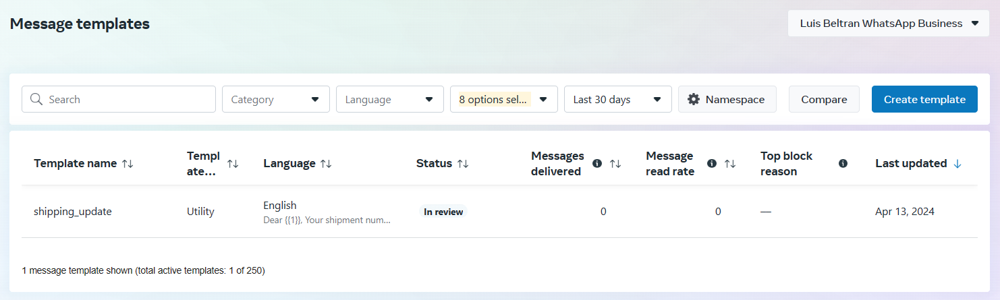 Message templates
Luis Beltran WhatsApp Business
Search
Category
Language
8 options sel...
Last 30 days
Namespace
Compare
Create template
Template name
Templ
ate...
Language
Status
Messages
delivered
Message
read rate
Top block
reason
Last updated
shipping_update
Utility
English
Dear {{1}}, Your shipment num...
In review
0
0
—
Apr 13, 2024
1 message template shown (total active templates: 1 of 250)